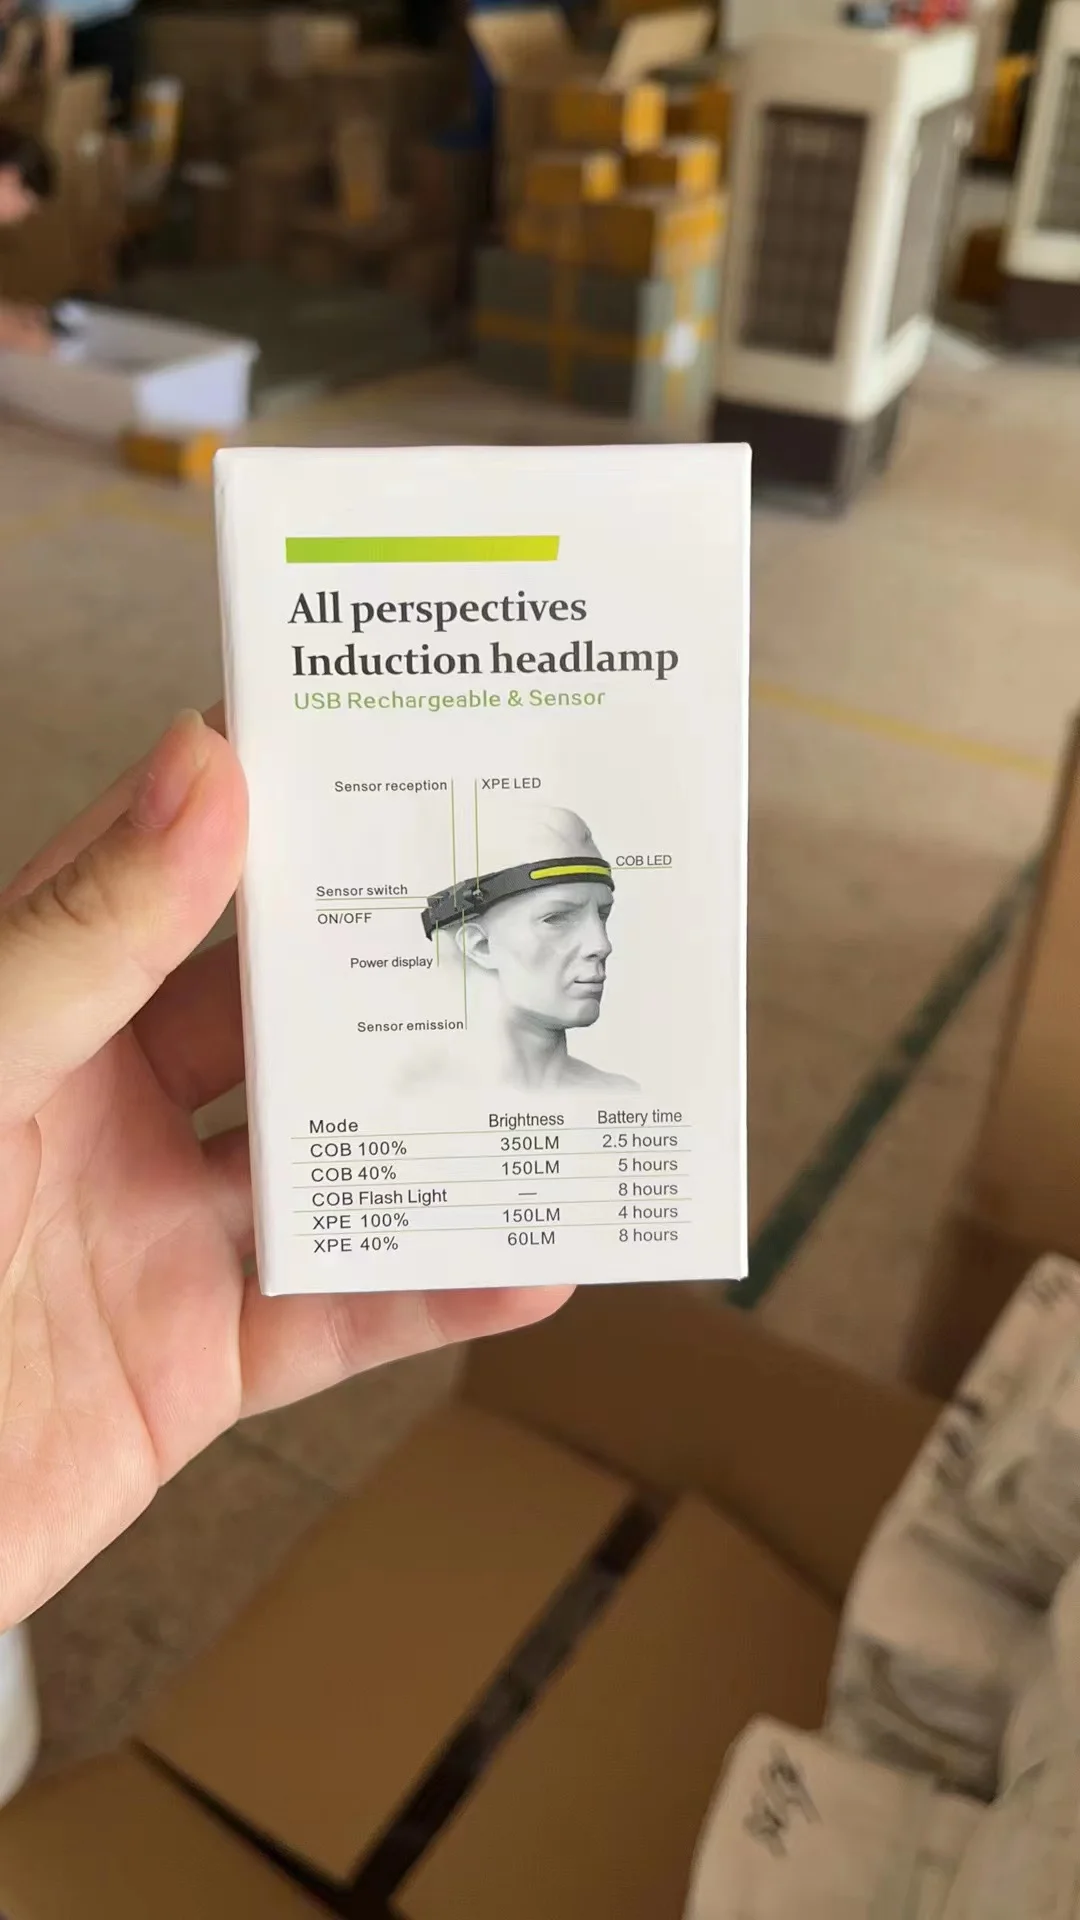 All perspectives
Induction headlamp
USB Rechargeable & Sensor
Sensor reception
XPE LED
COB LED
Sensor switch
ON/OFF
Power display
Sensor emission
Mode Brightness Battery time
COB 100% 350LM 2.5 hours
COB 40% 150LM 5 hours
COB Flash Light — 8 hours
XPE 100% 150LM 4 hours
XPE 40% 60LM 8 hours